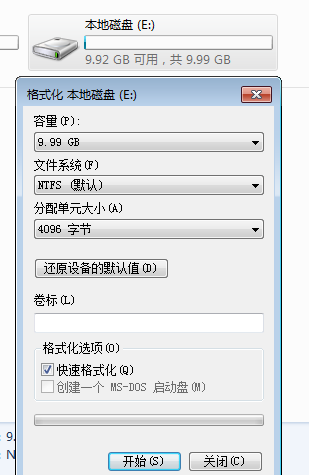 本地磁盘 (E:)
9.92 GB 可用，共 9.99 GB
格式化 本地磁盘 (E:)
容量(P):
9.99 GB
文件系统(F)
NTFS (默认)
分配单元大小(A)
4096 字节
还原设备的默认值(D)
卷标(L)
格式化选项(O)
快速格式化(Q)
创建一个 MS-DOS 启动盘(M)
: 9.
: N
开始(S)
关闭(C)